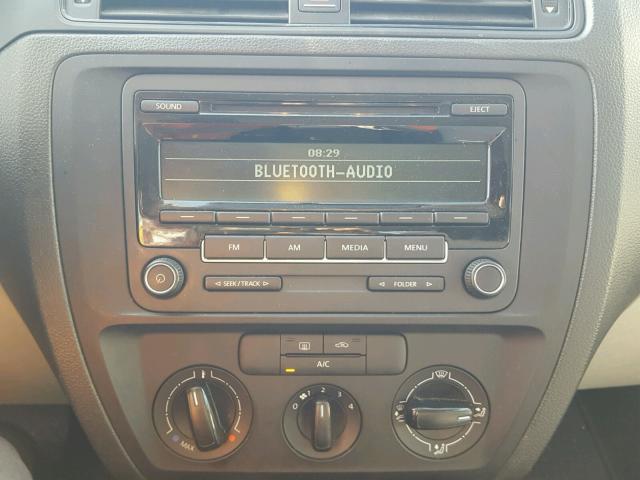 SOUND
EJECT
08:29
BLUETOOTH-AUDIO
FM AM MEDIA MENU
SEEK/TRACK FOLDER
A/C
0 1 2 3 4
MAX